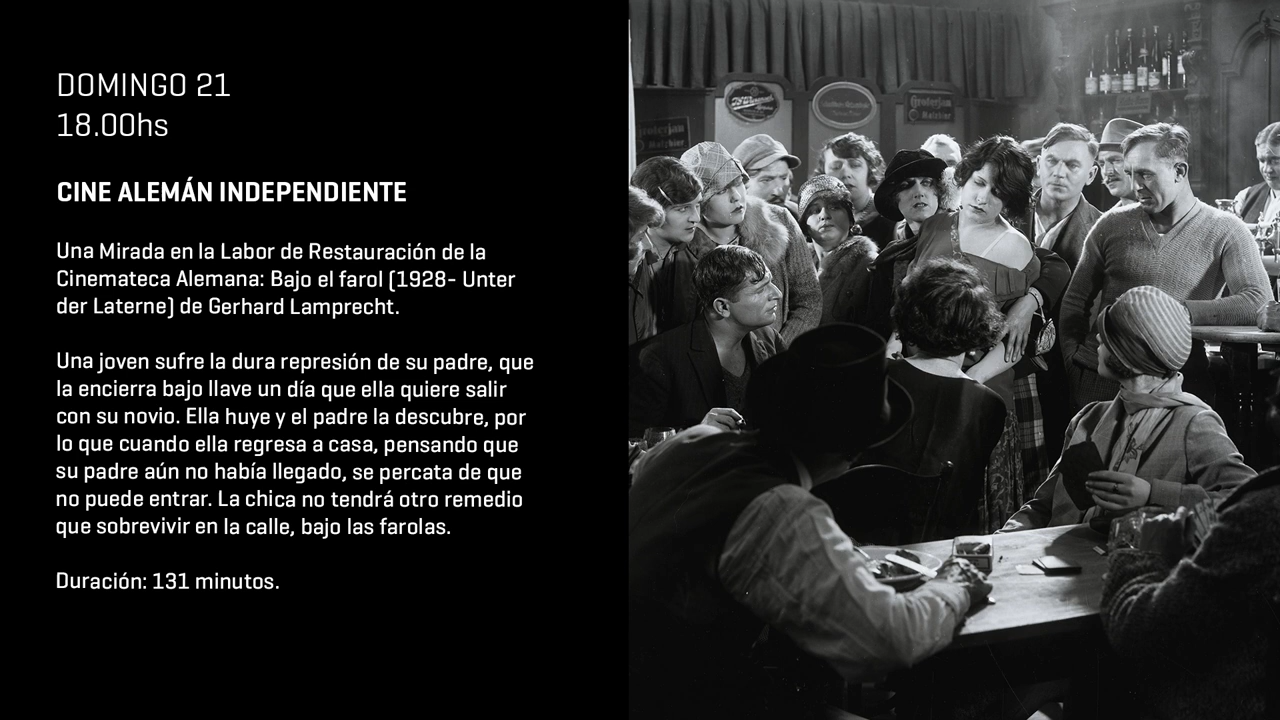 DOMINGO 21
18.00hs
CINE ALEMÁN INDEPENDIENTE
Una Mirada en la Labor de Restauración de la
Cinemateca Alemana: Bajo el farol (1928- Unter
der Laterne) de Gerhard Lamprecht.
Una joven sufre la dura represión de su padre, que
la encierra bajo llave un día que ella quiere salir
con su novio. Ella huye y el padre la descubre, por
lo que cuando ella regresa a casa, pensando que
su padre aún no había llegado, se percata de que
no puede entrar. La chica no tendrá otro remedio
que sobrevivir en la calle, bajo las farolas.
Duración: 131 minutos.
Groterjan
Malzbier
Groterjan
Malzbier